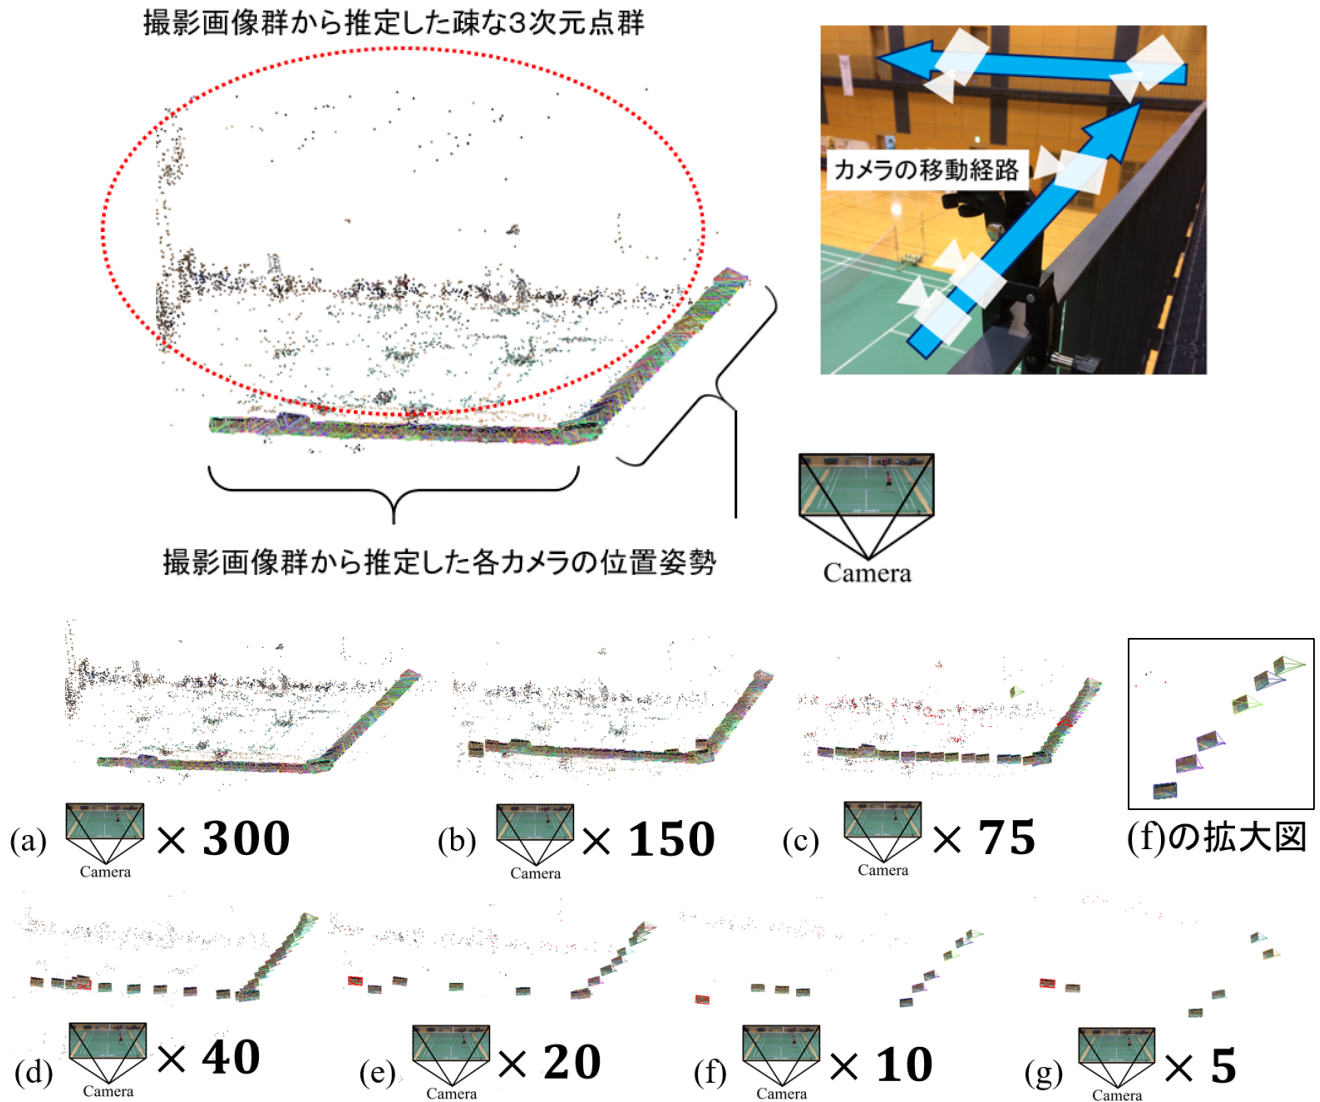 撮影画像群から推定した疎な3次元点群
カメラの移動経路
撮影画像群から推定した各カメラの位置姿勢
Camera
(a) Camera × 300
(b) Camera × 150
(c) Camera × 75
(f)の拡大図
(d) Camera × 40
(e) Camera × 20
(f) Camera × 10
(g) Camera × 5